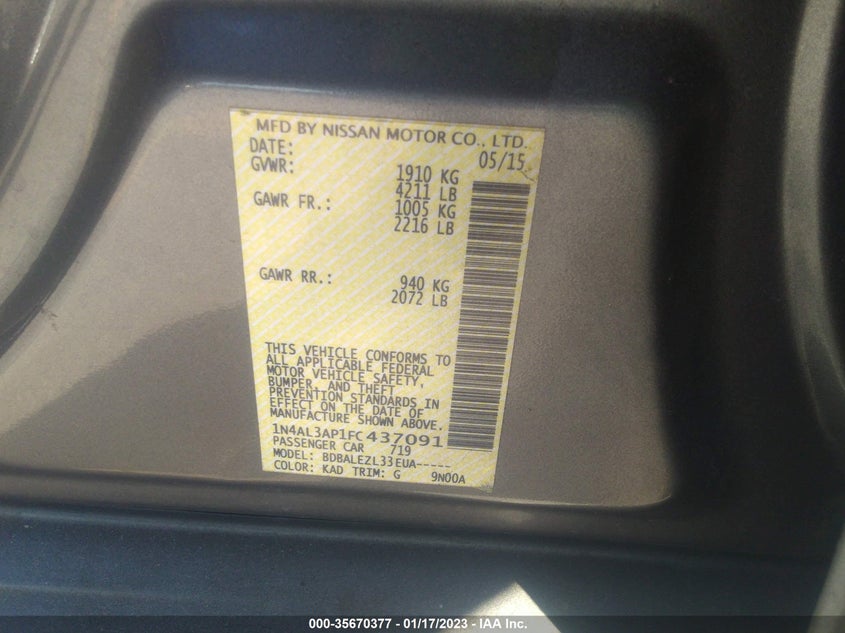 MFD BY NISSAN MOTOR CO., LTD.
DATE: 05/15
GVWR: 1910 KG
4211 LB
GAWR FR.: 1005 KG
2216 LB
GAWR RR.: 940 KG
2072 LB
THIS VEHICLE CONFORMS TO
ALL APPLICABLE FEDERAL
MOTOR VEHICLE SAFETY,
BUMPER, AND THEFT
PREVENTION STANDARDS IN
EFFECT ON THE DATE OF
MANUFACTURE SHOWN ABOVE.
1N4AL3AP1FC437091
PASSENGER CAR 719
MODEL: BDBALEZL33EUA-----
COLOR: KAD TRIM: G 9N00A
000-35670377 - 01/17/2023 - IAA Inc.